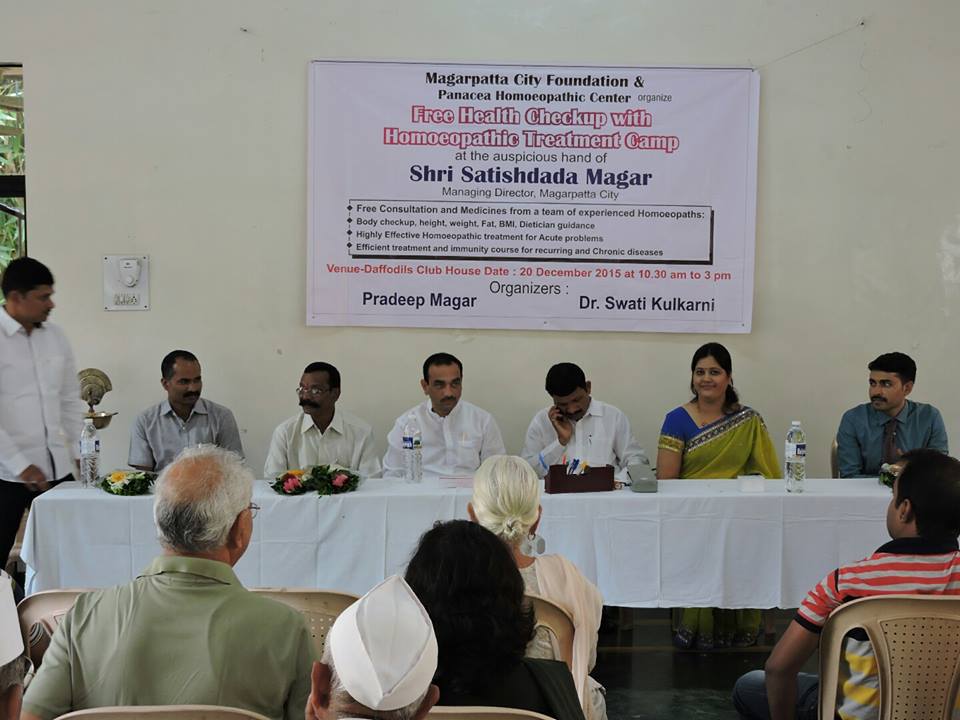 Magarpatta City Foundation &
Panacea Homoeopathic Center organize
Free Health Checkup with
Homoeopathic Treatment Camp
at the auspicious hand of
Shri Satishdada Magar
Managing Director, Magarpatta City
Free Consultation and Medicines from a team of experienced Homoeopaths:
Body checkup, height, weight, Fat, BMI, Dietician guidance
Highly Effective Homoeopathic treatment for Acute problems
Efficient treatment and immunity course for recurring and Chronic diseases
Venue-Daffodils Club House Date : 20 December 2015 at 10.30 am to 3 pm
Organizers :
Pradeep Magar Dr. Swati Kulkarni